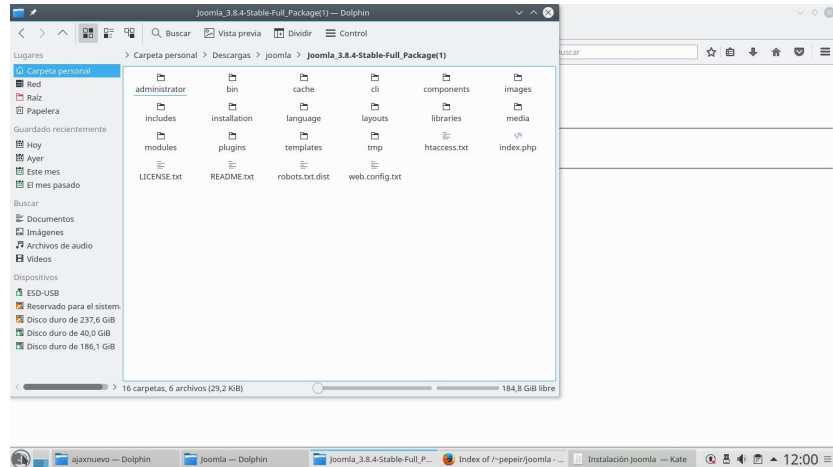 Joomla_3.8.4-Stable-Full_Package(1) — Dolphin
Buscar
Vista previa
Dividir
Control
Lugares
Carpeta personal
Red
Raíz
Papelera
Guardado recientemente
Hoy
Ayer
Este mes
El mes pasado
Buscar
Documentos
Imágenes
Archivos de audio
Vídeos
Dispositivos
ESD-USB
Reservado para el sistem
Disco duro de 237,6 GiB
Disco duro de 40,0 GiB
Disco duro de 186,1 GiB
> Carpeta personal > Descargas > joomla > Joomla_3.8.4-Stable-Full_Package(1)
administrator bin cache cli components images
includes installation language layouts libraries media
modules plugins templates tmp htaccess.txt index.php
LICENSE.txt README.txt robots.txt.dist web.config.txt
16 carpetas, 6 archivos (29,2 KiB)
184,8 GiB libre
uscar
ajaxnuevo — Dolphin
Joomla — Dolphin
Joomla_3.8.4-Stable-Full_P...
Index of /~pepeir/joomla - ...
Instalación Joomla — Kate
12:00